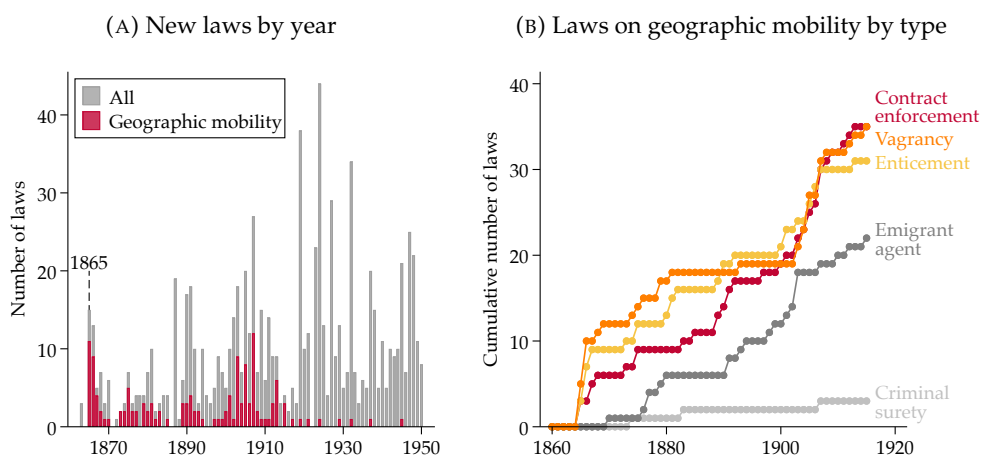 (A) New laws by year
Number of laws
40
30
20
10
0
All
Geographic mobility
1865
1870
1890
1910
1930
1950
(B) Laws on geographic mobility by type
Cumulative number of laws
40
30
20
10
0
Contract
enforcement
Vagrancy
Enticement
Emigrant
agent
Criminal
surety
1860
1880
1900
1920